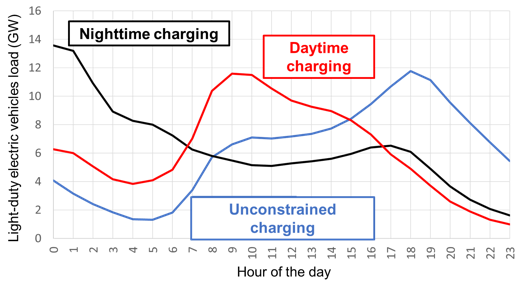 16
14
12
10
8
6
4
2
0
Light-duty electric vehicles load (GW)
Nighttime charging
Daytime
charging
Unconstrained
charging
0 1 2 3 4 5 6 7 8 9 10 11 12 13 14 15 16 17 18 19 20 21 22 23
Hour of the day